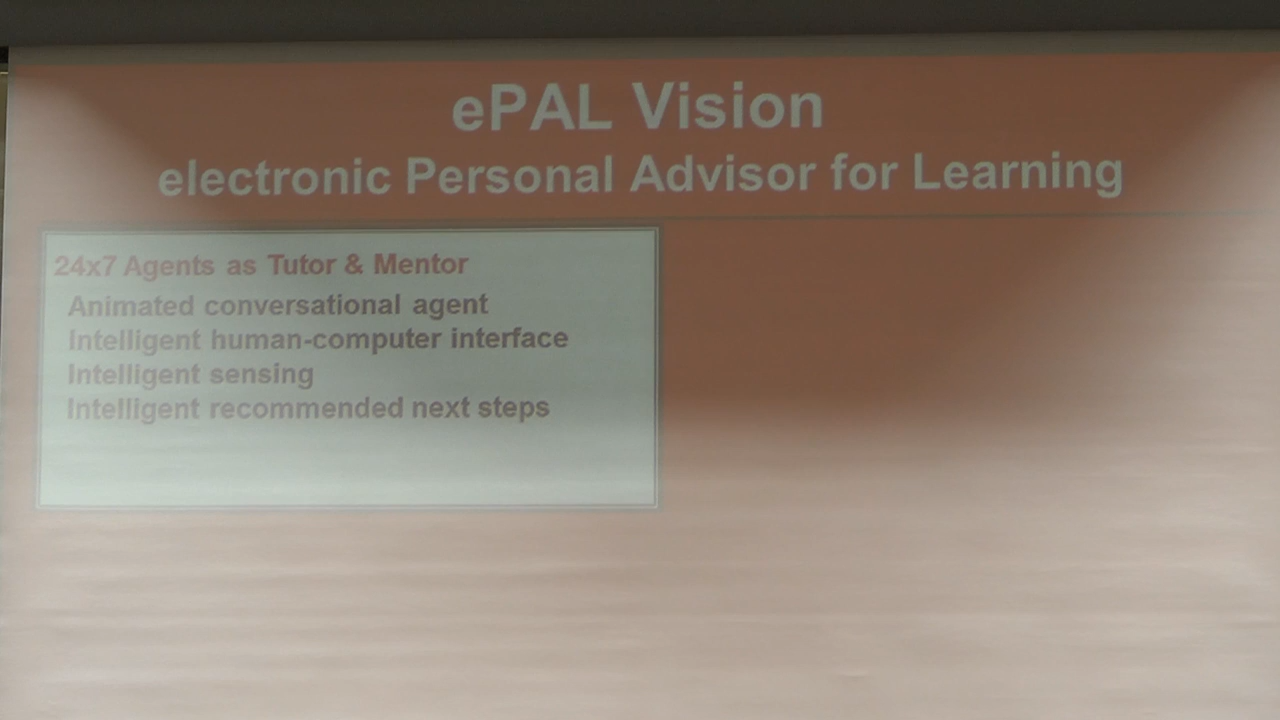 ePAL Vision
electronic Personal Advisor for Learning
24x7 Agents as Tutor & Mentor
Animated conversational agent
Intelligent human-computer interface
Intelligent sensing
Intelligent recommended next steps